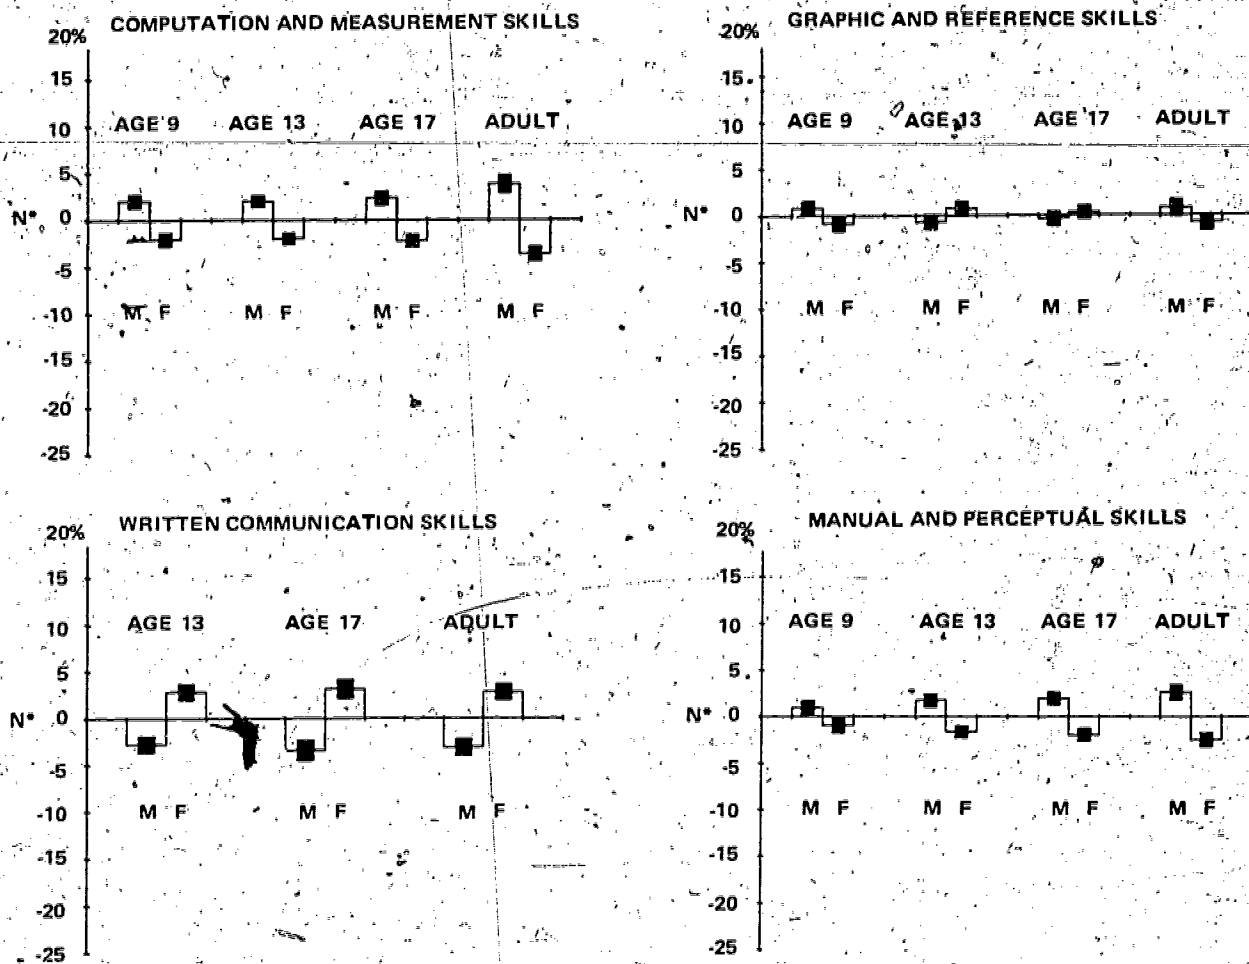 COMPUTATION AND MEASUREMENT SKILLS
20%
15
10
AGE 9 AGE 13 AGE 17 ADULT
5
N* 0
-5
-10
M F M F M F M F
-15
-20
-25
GRAPHIC AND REFERENCE SKILLS
20%
15
10
AGE 9 AGE 13 AGE 17 ADULT
5
N* 0
-5
-10
M F M F M F M F
-15
-20
-25
WRITTEN COMMUNICATION SKILLS
20%
15
10
AGE 13 AGE 17 ADULT
5
N* 0
-5
-10
M F M F M F
-15
-20
-25
MANUAL AND PERCEPTUAL SKILLS
20%
15
10
AGE 9 AGE 13 AGE 17 ADULT
5
N* 0
-5
-10
M F M F M F M F
-15
-20
-25